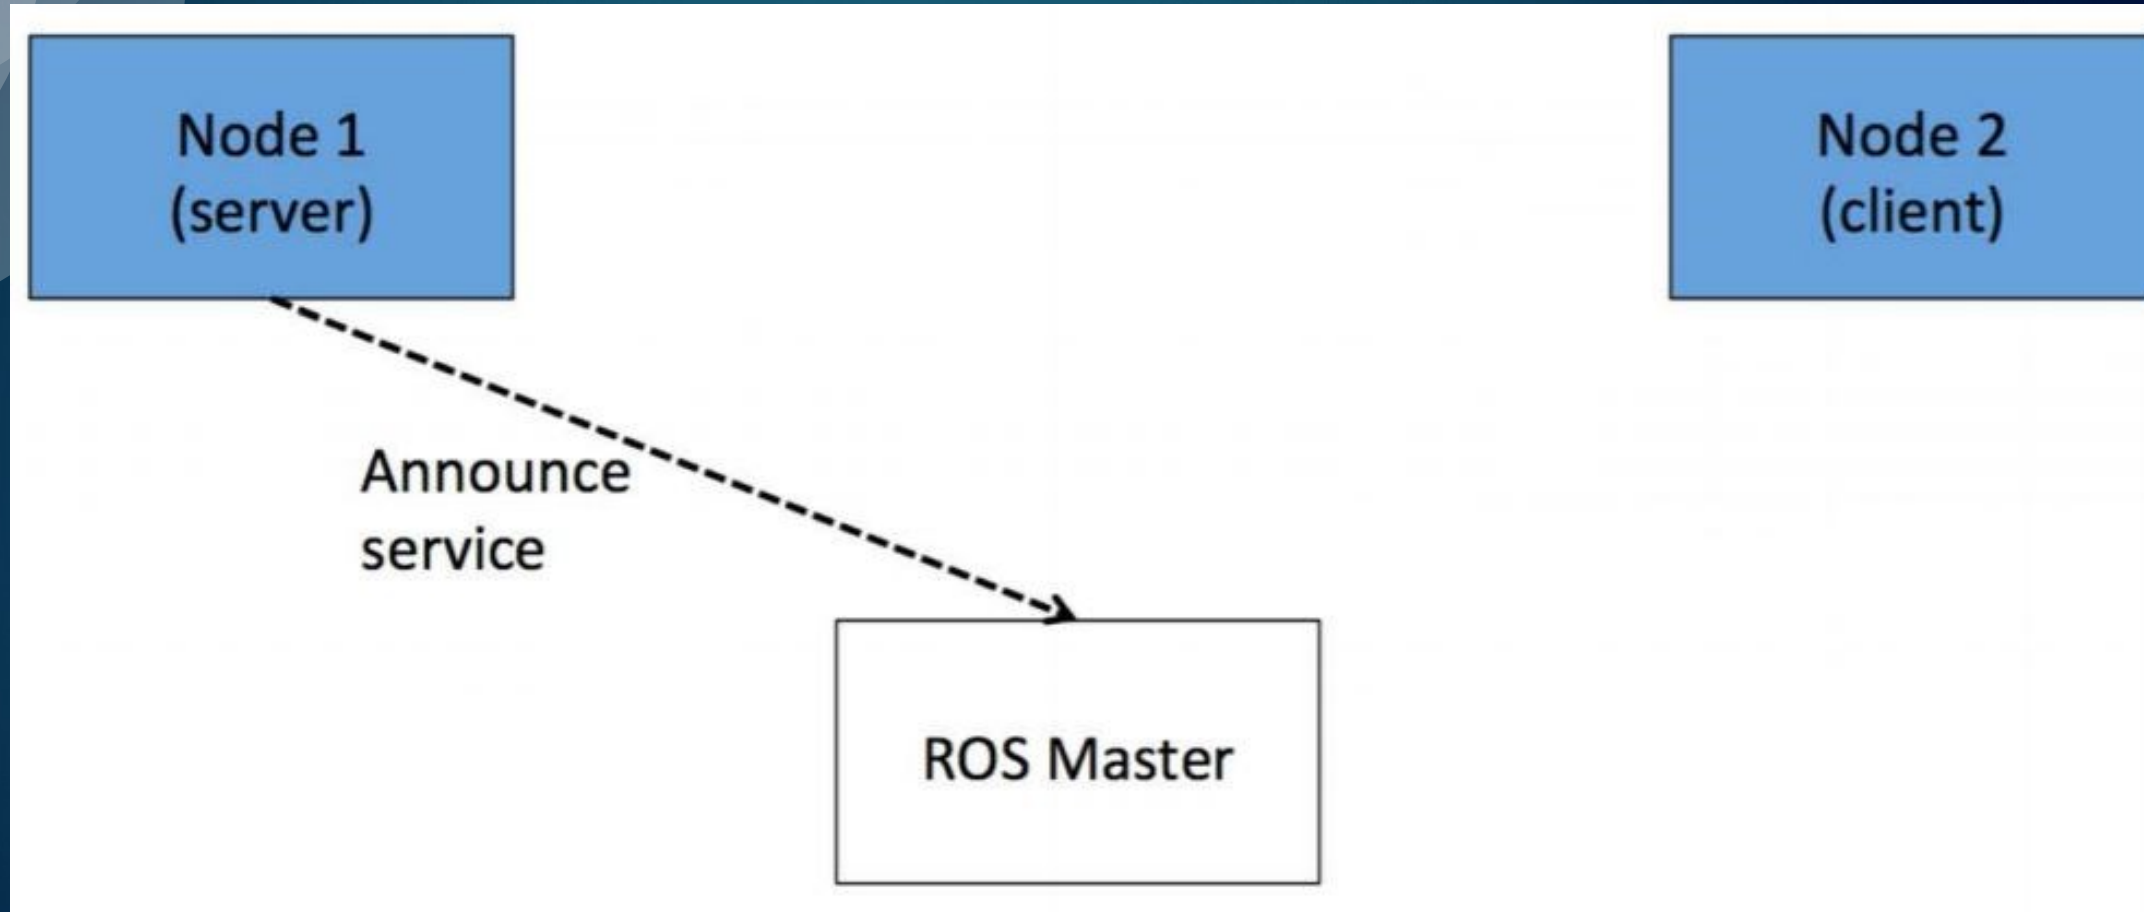 Node 1
(server)
Node 2
(client)
Announce
service
ROS Master